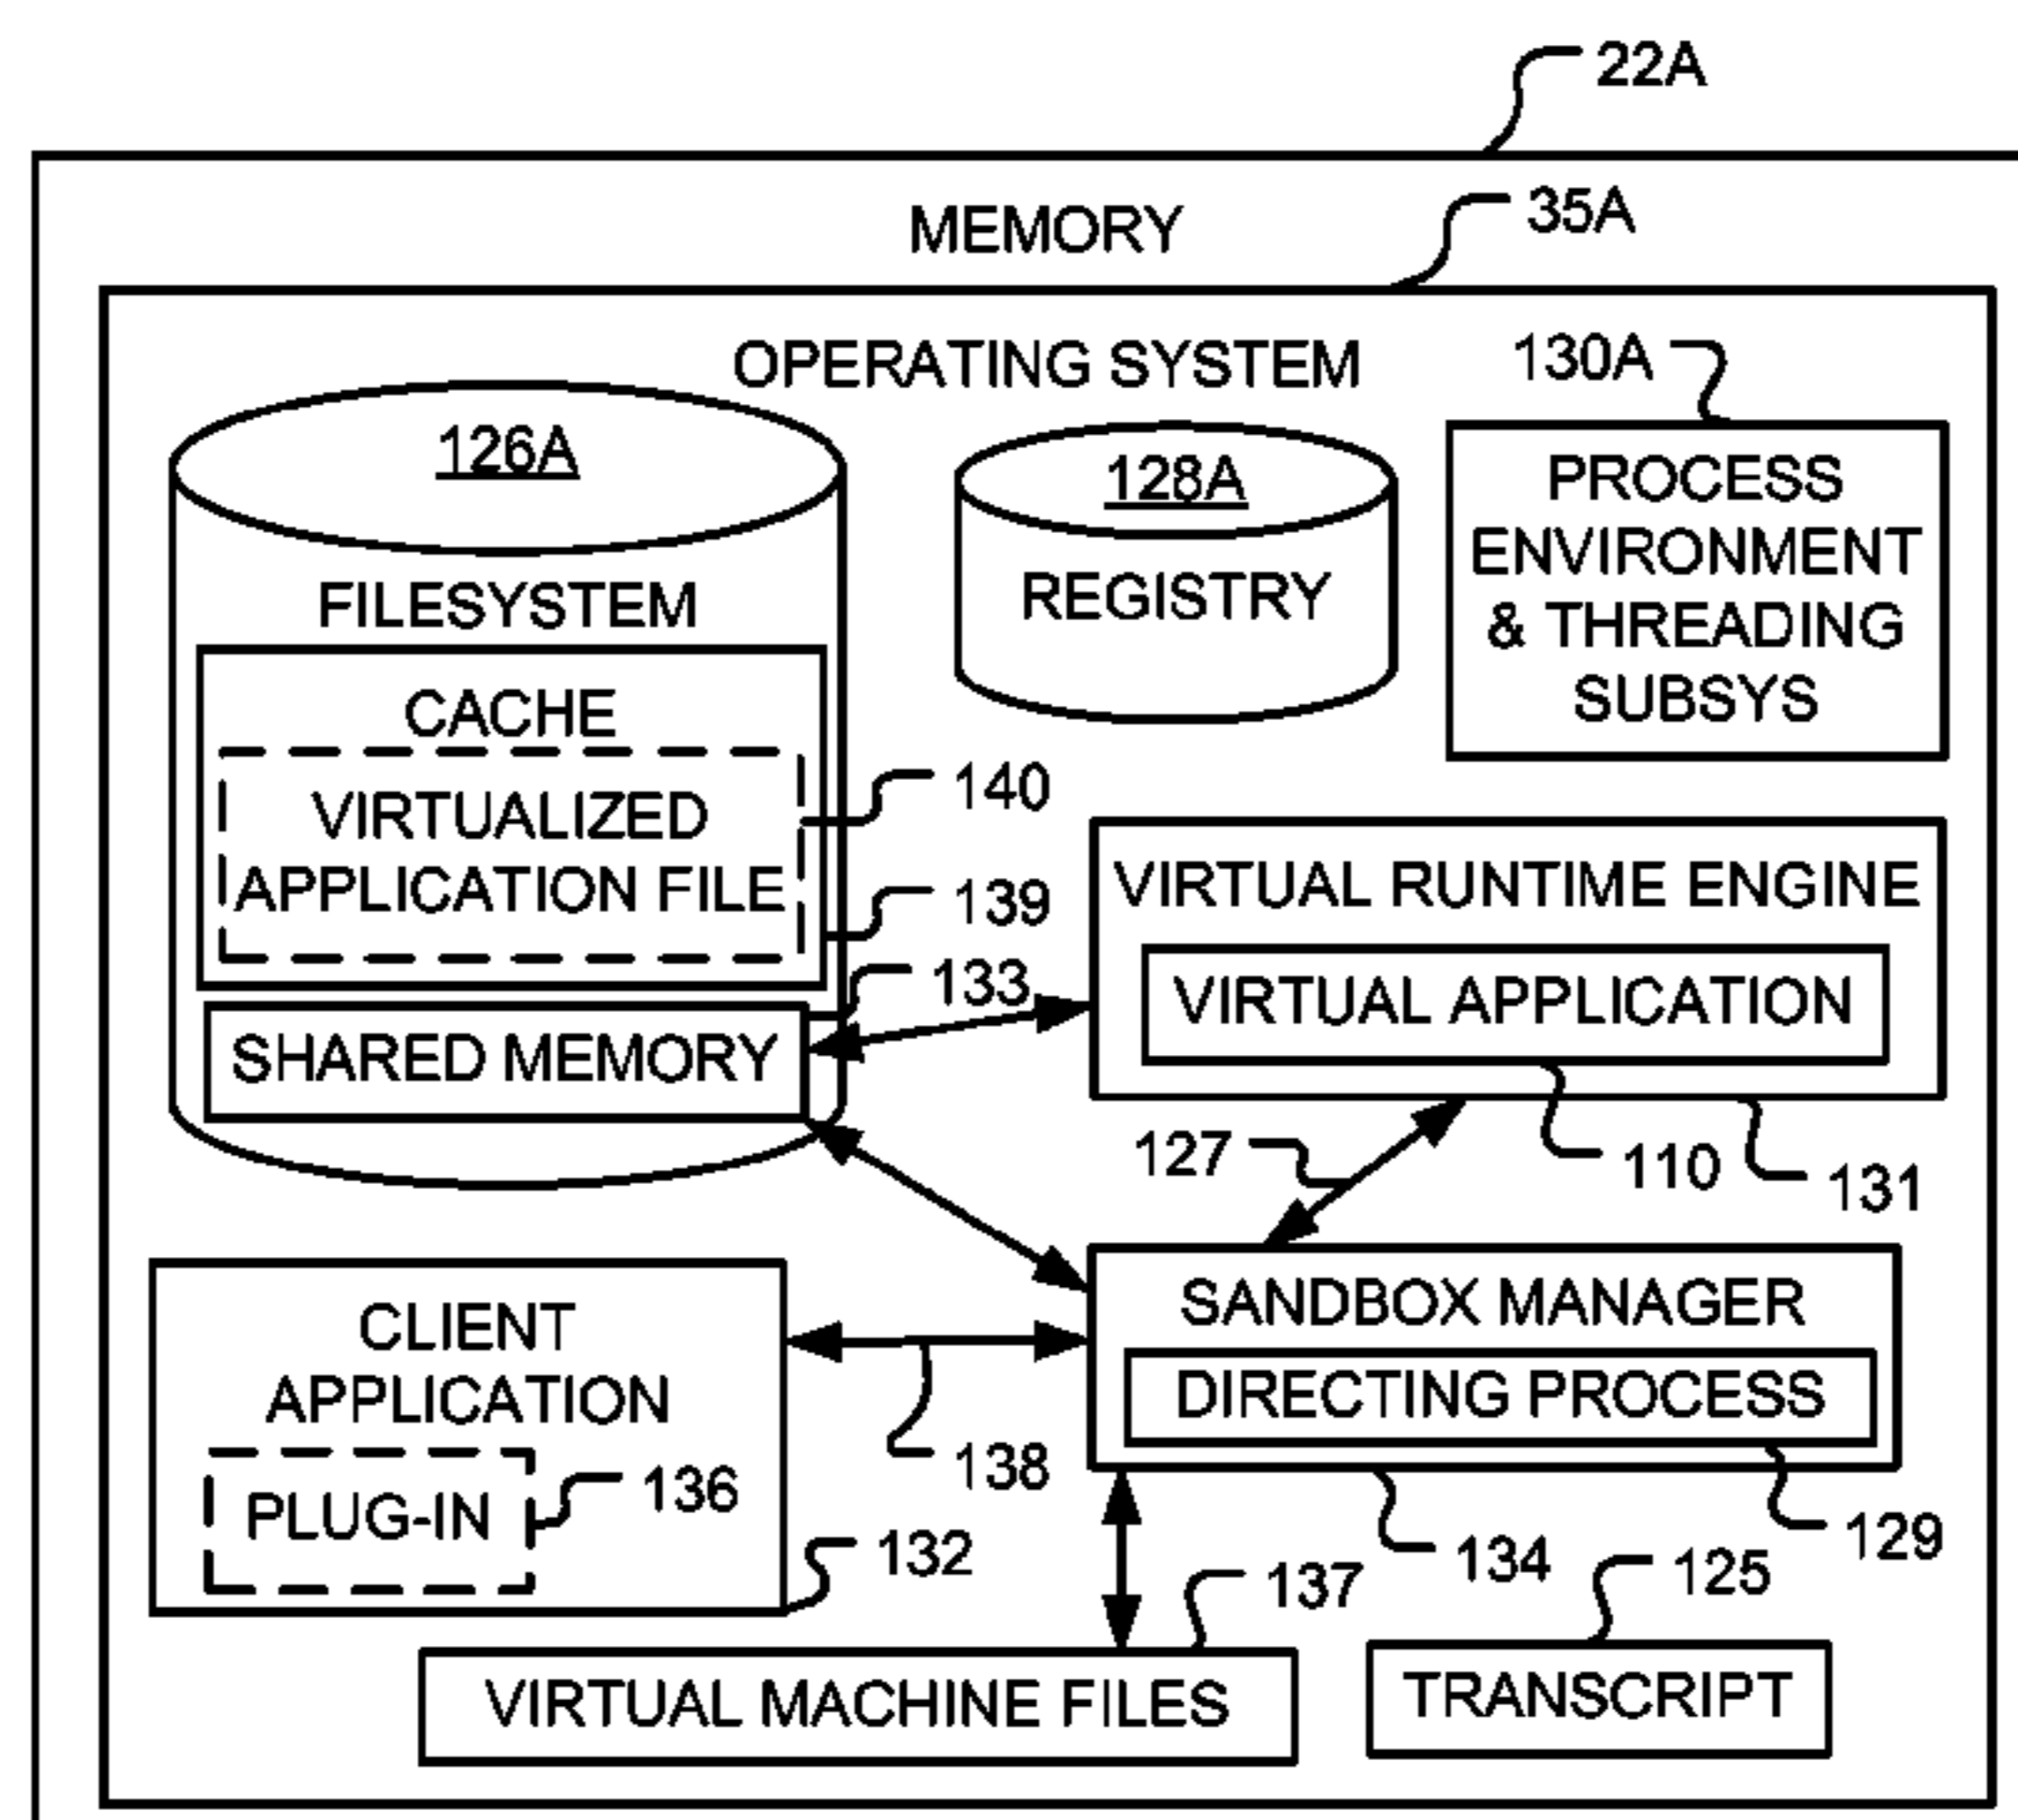 22A
MEMORY
35A
OPERATING SYSTEM
130A
126A
128A
PROCESS
ENVIRONMENT
& THREADING
SUBSYS
FILESYSTEM
REGISTRY
CACHE
VIRTUALIZED
APPLICATION FILE
140
139
133
VIRTUAL RUNTIME ENGINE
VIRTUAL APPLICATION
SHARED MEMORY
127
110
131
SANDBOX MANAGER
DIRECTING PROCESS
CLIENT
APPLICATION
138
PLUG-IN
136
132
134
129
137
125
VIRTUAL MACHINE FILES
TRANSCRIPT